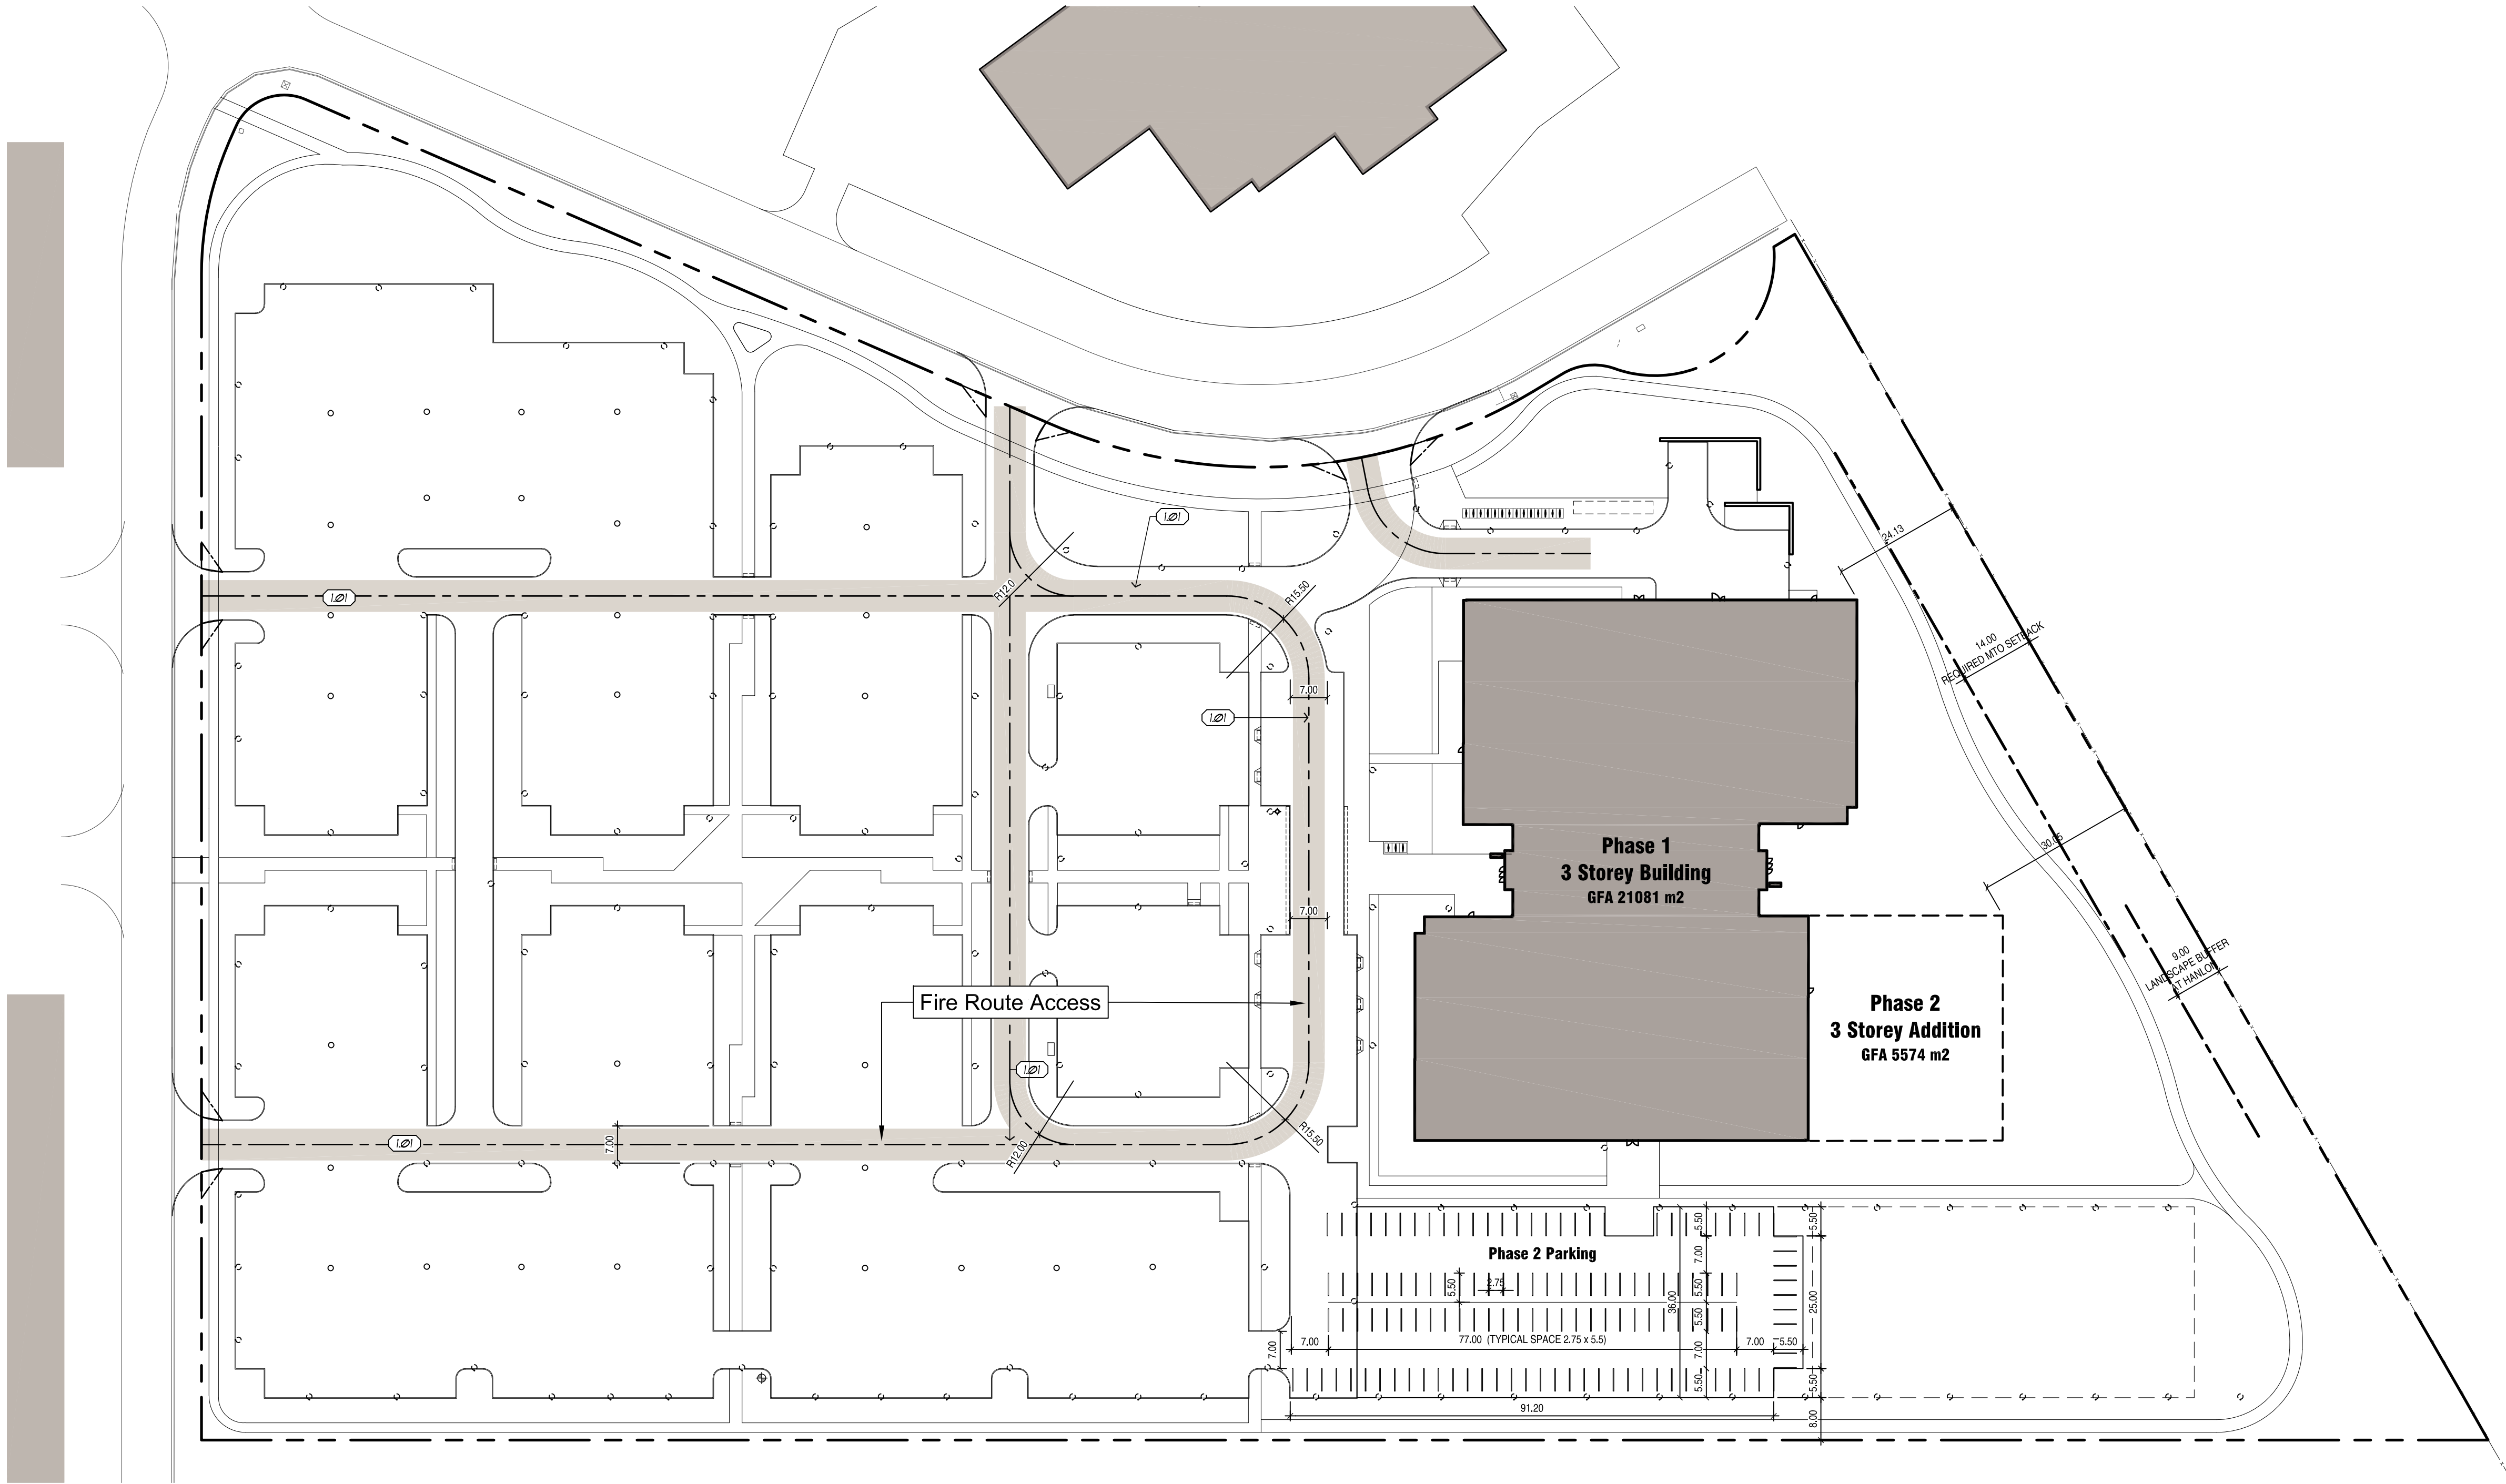 1.01
R12.0
R15.50
24.13
1.01
14.00
REQUIRED MTO SETBACK
7.00
1.01
30.05
Phase 1
3 Storey Building
GFA 21081 m2
7.00
9.00
LANDSCAPE BUFFER
AT HANLON
Fire Route Access
Phase 2
3 Storey Addition
GFA 5574 m2
1.01
1.01
7.00
R12.00
R15.50
Phase 2 Parking
5.50
7.00
5.50
5.50
7.00
5.50
5.50
2.75
36.00
5.50
25.00
5.50
8.00
7.00
7.00
77.00 (TYPICAL SPACE 2.75 x 5.5)
7.00
5.50
91.20